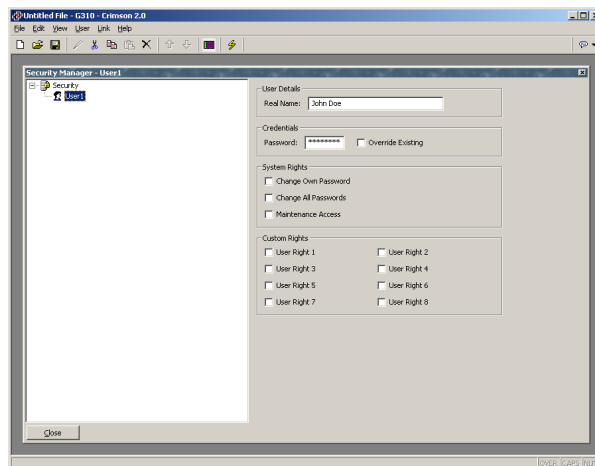 Untitled File - G310 - Crimson 2.0
File Edit View User Link Help
Security Manager - User1
Security
User1
User Details
Real Name: John Doe
Credentials
Password: ******** Override Existing
System Rights
Change Own Password
Change All Passwords
Maintenance Access
Custom Rights
User Right 1 User Right 2
User Right 3 User Right 4
User Right 5 User Right 6
User Right 7 User Right 8
Close
OVER CAPS NU